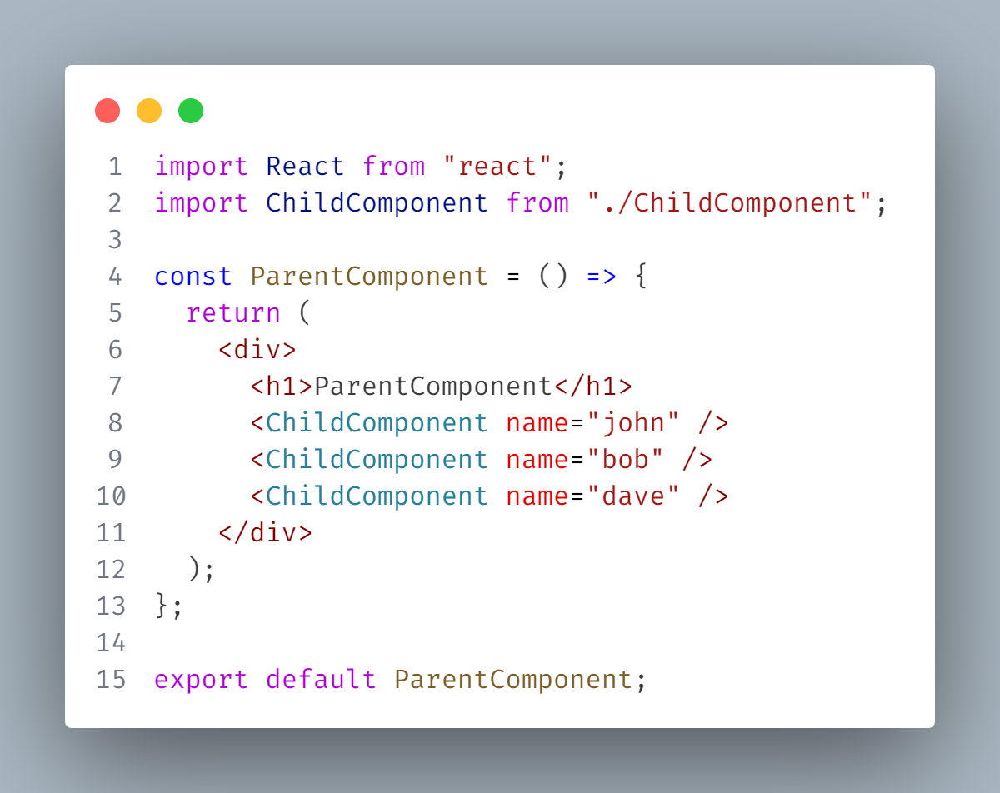 1 import React from "react";
2 import ChildComponent from "./ChildComponent";
3
4 const ParentComponent = () => {
5   return (
6     <div>
7       <h1>ParentComponent</h1>
8       <ChildComponent name="john" />
9       <ChildComponent name="bob" />
10       <ChildComponent name="dave" />
11     </div>
12   );
13 };
14
15 export default ParentComponent;